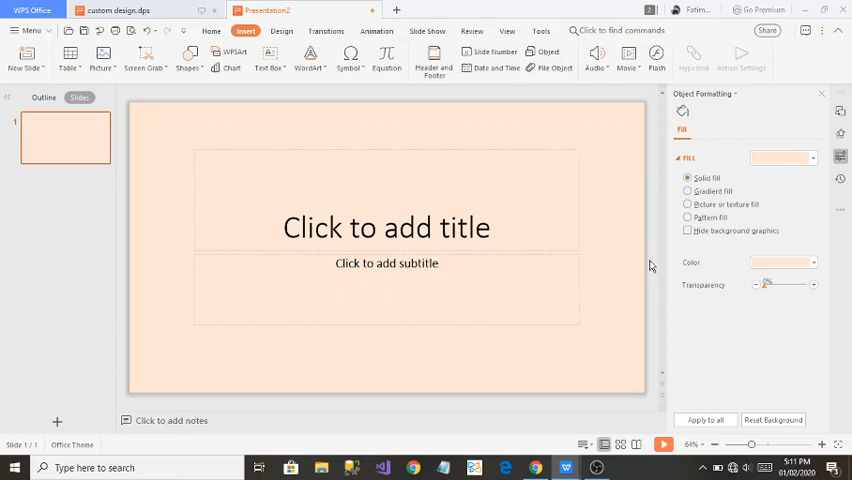 WPS Office
custom design.dps
Presentation2
2
Fatim...
Go Premium
Menu
Home
Insert
Design
Transitions
Animation
Slide Show
Review
View
Tools
Click to find commands
Share
New Slide
Table
Picture
Screen Grab
Shapes
WPSArt
Chart
Text Box
WordArt
Symbol
Equation
Header and
Footer
Slide Number
Date and Time
Object
File Object
Audio
Movie
Flash
Hyperlink
Action Settings
Outline
Slides
1
Click to add title
Click to add subtitle
Object Formatting
Fill
FILL
Solid fill
Gradient fill
Picture or texture fill
Pattern fill
Hide background graphics
Color
Transparency
0%
Click to add notes
Apply to all
Reset Background
Slide 1 / 1
Office Theme
64%
Type here to search
5:11 PM
01/02/2020